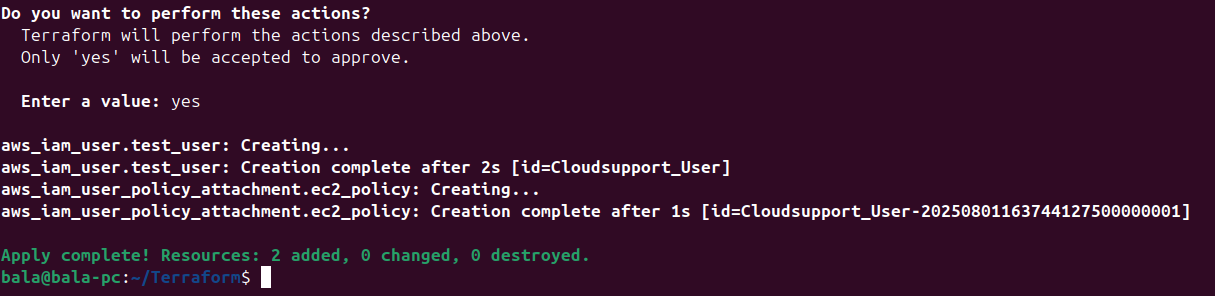 Do you want to perform these actions?
Terraform will perform the actions described above.
Only 'yes' will be accepted to approve.
Enter a value: yes
aws_iam_user.test_user: Creating...
aws_iam_user.test_user: Creation complete after 2s [id=Cloudsupport_User]
aws_iam_user_policy_attachment.ec2_policy: Creating...
aws_iam_user_policy_attachment.ec2_policy: Creation complete after 1s [id=Cloudsupport_User-20250801163744127500000001]
Apply complete! Resources: 2 added, 0 changed, 0 destroyed.
bala@bala-pc:~/Terraform$